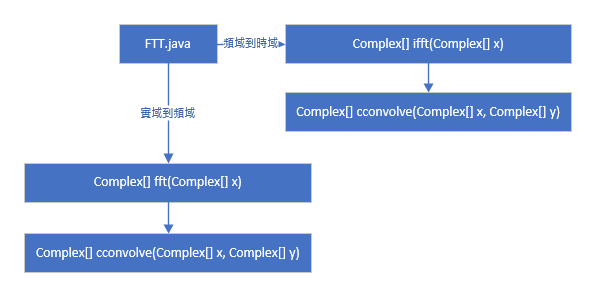 FTT.java
頻域到時域
Complex[] ifft(Complex[] x)
Complex[] cconvolve(Complex[] x, Complex[] y)
實域到頻域
Complex[] fft(Complex[] x)
Complex[] cconvolve(Complex[] x, Complex[] y)